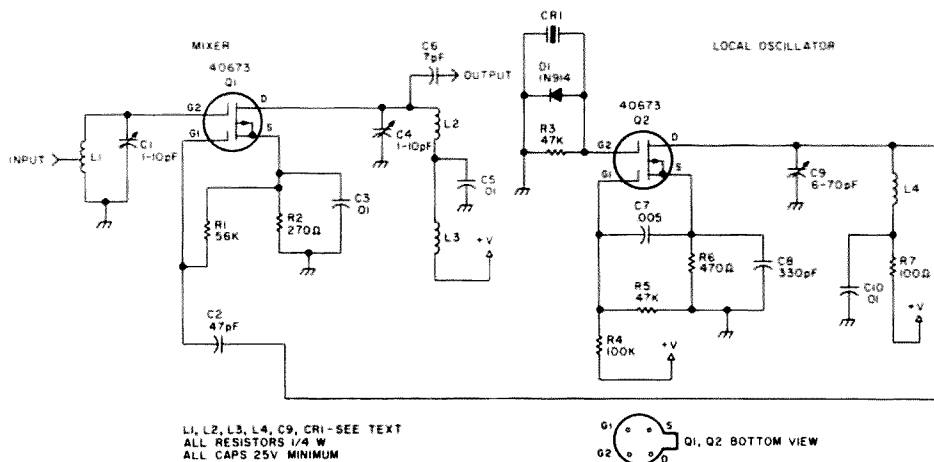 MIXER
40673
Q1
G2
D
G1
S
INPUT
L1
C1
1-10pF
R1
56K
R2
270Ω
C3
.01
C2
47pF
C6
7pF
OUTPUT
C4
1-10pF
L2
C5
.01
L3
+V
CR1
D1
1N914
R3
47K
LOCAL OSCILLATOR
40673
Q2
G2
D
G1
S
C7
.005
R6
470Ω
R5
47K
R4
100K
+V
C8
330pF
C9
6-70pF
L4
C10
.01
R7
100Ω
+V
L1, L2, L3, L4, C9, CR1-SEE TEXT
ALL RESISTORS 1/4 W
ALL CAPS 25V MINIMUM
G1
S
G2
D
Q1, Q2 BOTTOM VIEW